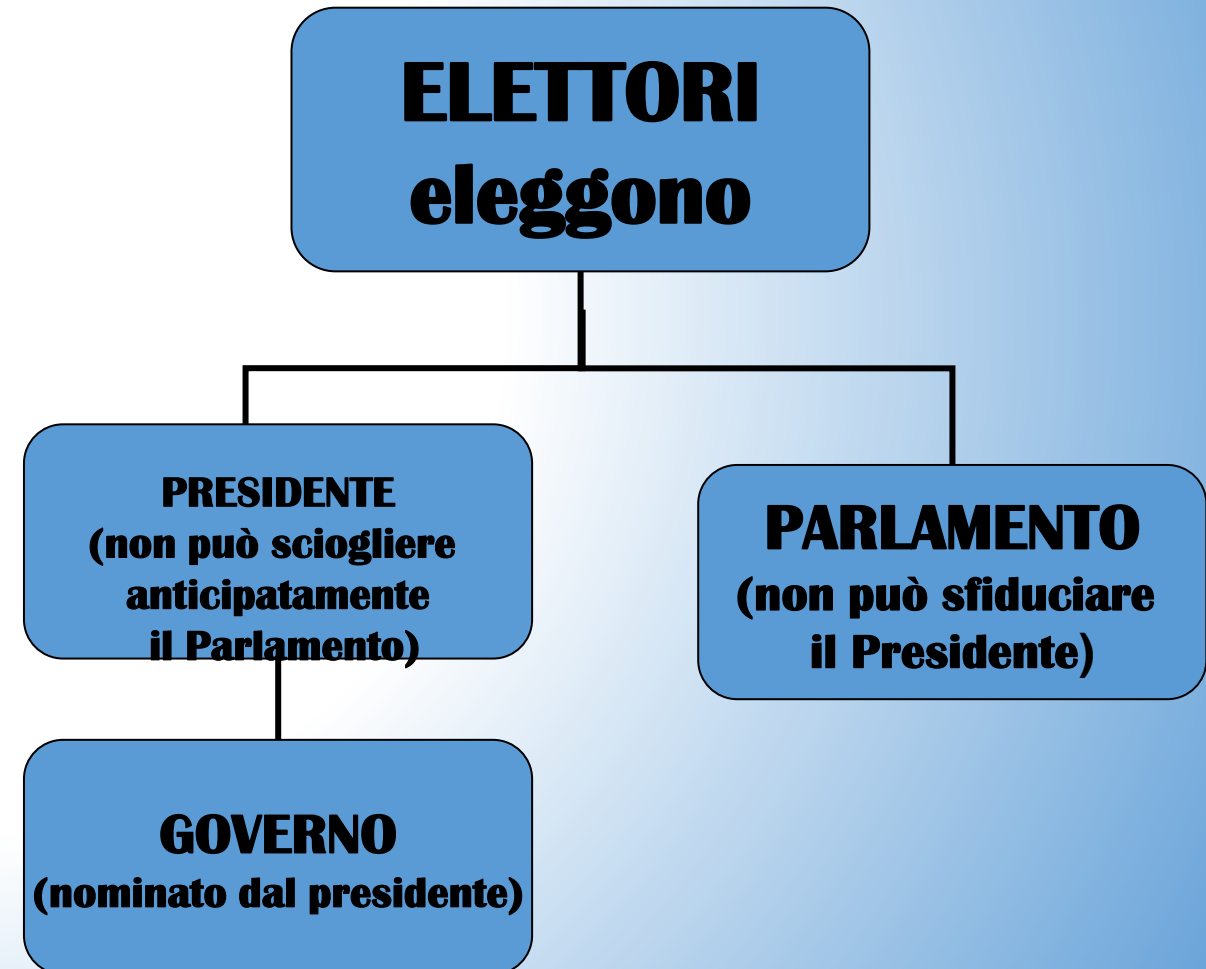 ELETTORI
eleggono
PRESIDENTE
(non può sciogliere
anticipatamente
il Parlamento)
PARLAMENTO
(non può sfiduciare
il Presidente)
GOVERNO
(nominato dal presidente)